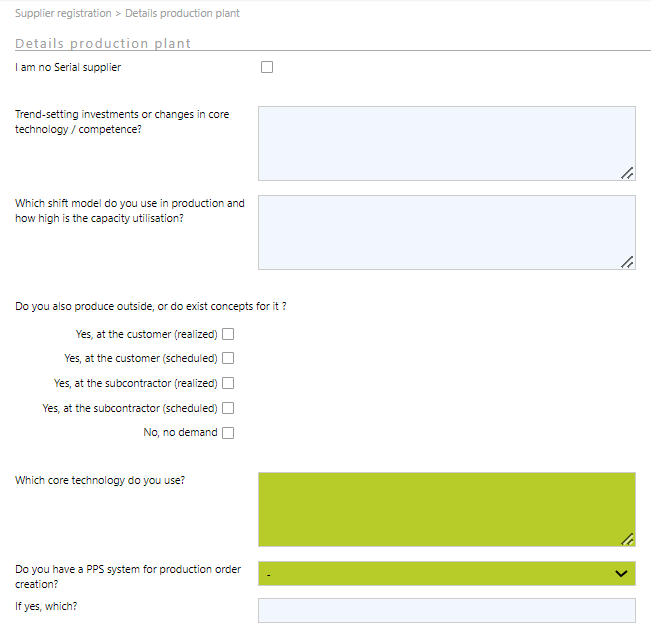 Supplier registration > Details production plant
Details production plant
I am no Serial supplier
Trend-setting investments or changes in core
technology / competence?
Which shift model do you use in production and
how high is the capacity utilisation?
Do you also produce outside, or do exist concepts for it ?
Yes, at the customer (realized)
Yes, at the customer (scheduled)
Yes, at the subcontractor (realized)
Yes, at the subcontractor (scheduled)
No, no demand
Which core technology do you use?
Do you have a PPS system for production order
creation?
-
If yes, which?